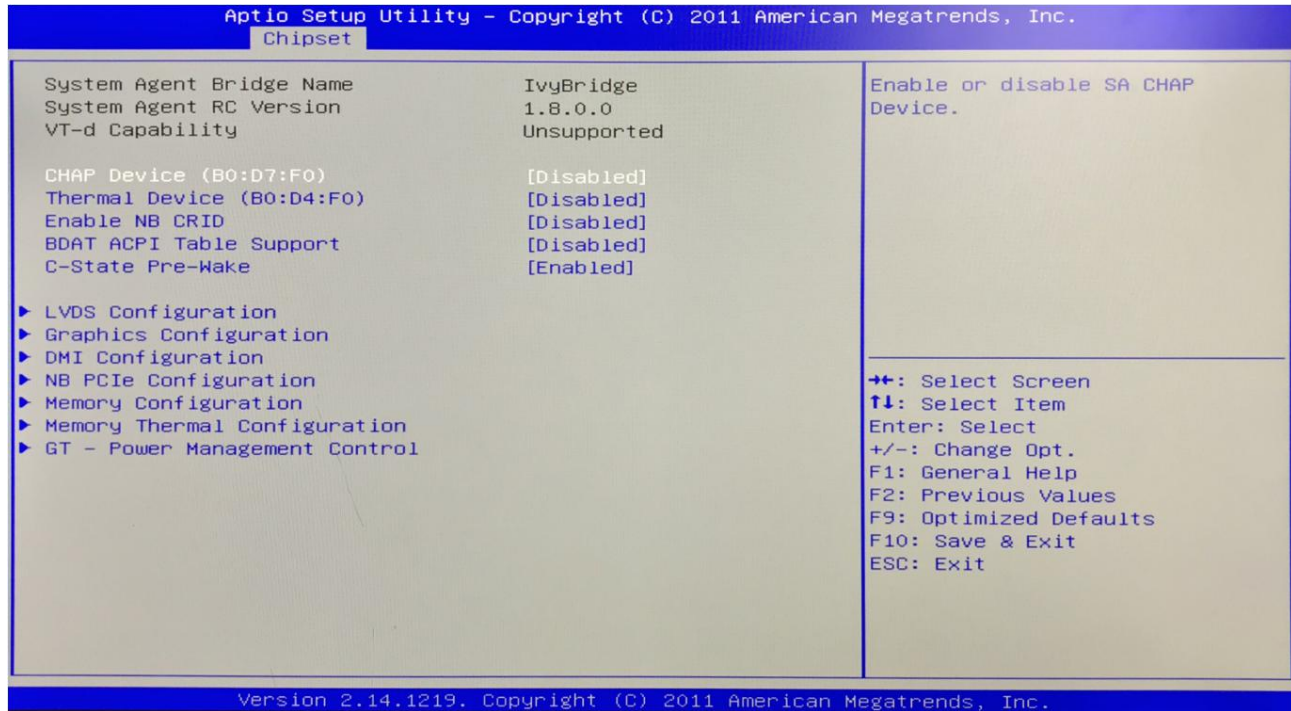 Aptio Setup Utility – Copyright (C) 2011 American Megatrends, Inc.
Chipset
System Agent Bridge Name IvyBridge
System Agent RC Version 1.8.0.0
VT-d Capability Unsupported
CHAP Device (B0:D7:F0) [Disabled]
Thermal Device (B0:D4:F0) [Disabled]
Enable NB CRID [Disabled]
BDAT ACPI Table Support [Disabled]
C-State Pre-Wake [Enabled]
► LVDS Configuration
► Graphics Configuration
► DMI Configuration
► NB PCIe Configuration
► Memory Configuration
► Memory Thermal Configuration
► GT – Power Management Control
Enable or disable SA CHAP
Device.
→←: Select Screen
↑↓: Select Item
Enter: Select
+/-: Change Opt.
F1: General Help
F2: Previous Values
F9: Optimized Defaults
F10: Save & Exit
ESC: Exit
Version 2.14.1219. Copyright (C) 2011 American Megatrends, Inc.